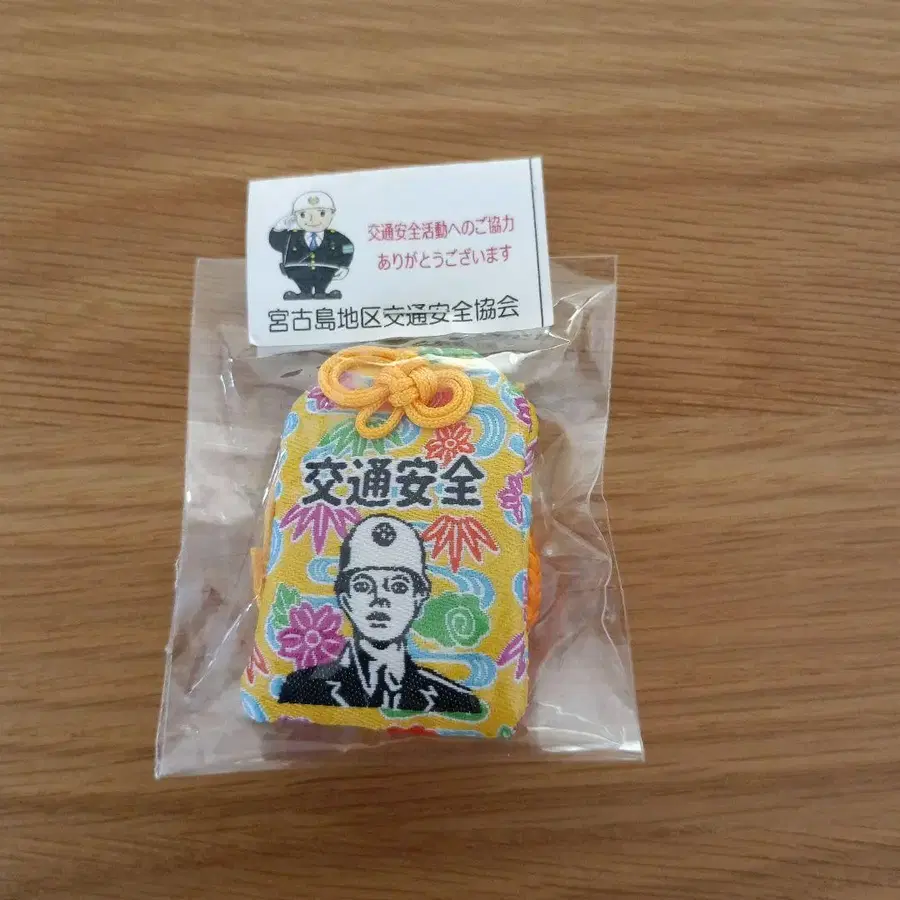 交通安全活動へのご協力
ありがとうございます
宮古島地区交通安全協会
交通安全